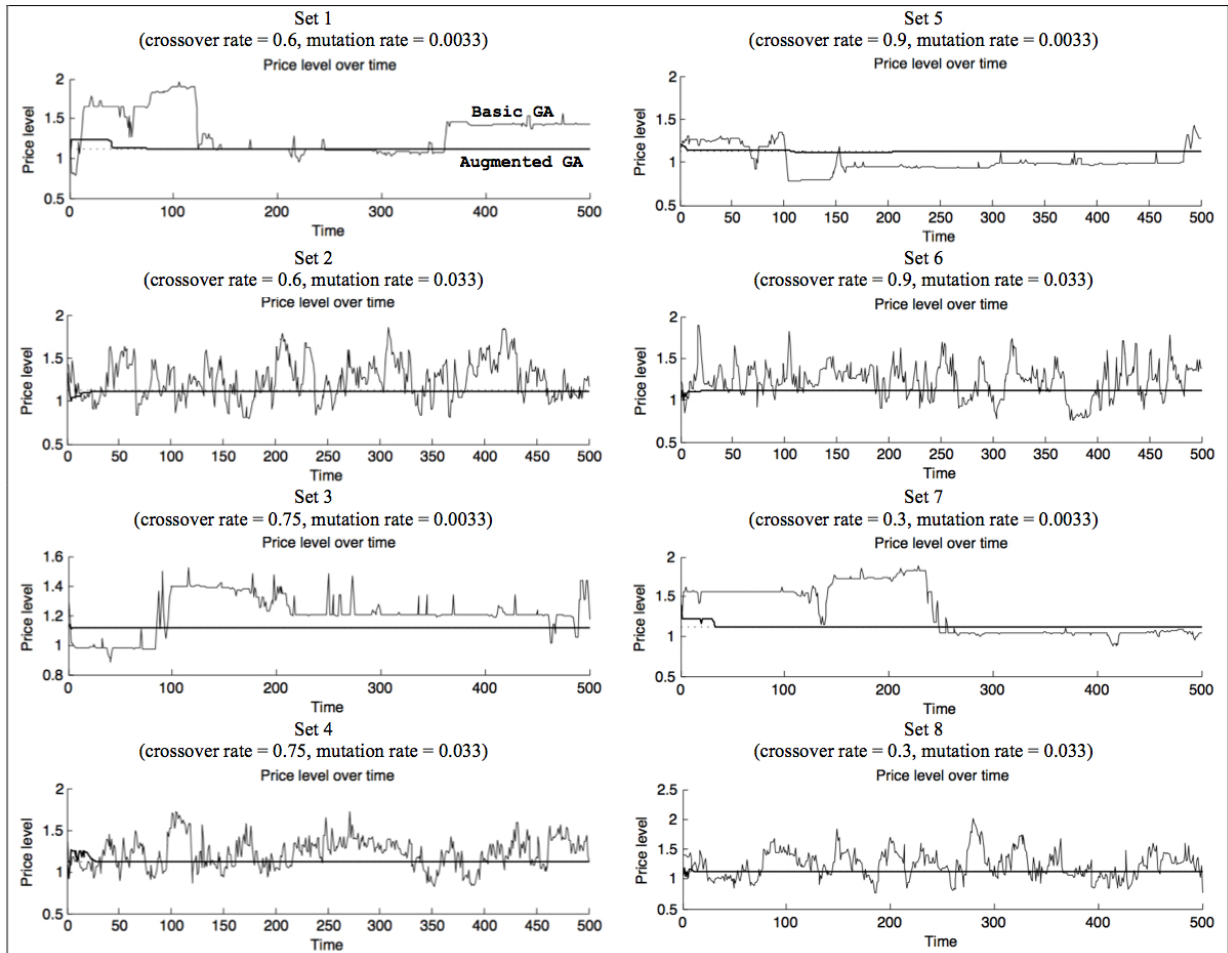 Set 1
(crossover rate = 0.6, mutation rate = 0.0033)
Price level over time
2
1.5
1
0.5
Price level
Basic GA
Augmented GA
0 100 200 300 400 500
Time
Set 2
(crossover rate = 0.6, mutation rate = 0.033)
Price level over time
2
1.5
1
0.5
Price level
0 50 100 150 200 250 300 350 400 450 500
Time
Set 3
(crossover rate = 0.75, mutation rate = 0.0033)
Price level over time
1.6
1.4
1.2
1
0.8
Price level
0 100 200 300 400 500
Time
Set 4
(crossover rate = 0.75, mutation rate = 0.033)
Price level over time
2
1.5
1
0.5
Price level
0 50 100 150 200 250 300 350 400 450 500
Time
Set 5
(crossover rate = 0.9, mutation rate = 0.0033)
Price level over time
2
1.5
1
0.5
Price level
0 50 100 150 200 250 300 350 400 450 500
Time
Set 6
(crossover rate = 0.9, mutation rate = 0.033)
Price level over time
2
1.5
1
0.5
Price level
0 50 100 150 200 250 300 350 400 450 500
Time
Set 7
(crossover rate = 0.3, mutation rate = 0.0033)
Price level over time
2
1.5
1
0.5
Price level
0 100 200 300 400 500
Time
Set 8
(crossover rate = 0.3, mutation rate = 0.033)
Price level over time
2.5
2
1.5
1
0.5
Price level
0 100 200 300 400 500
Time